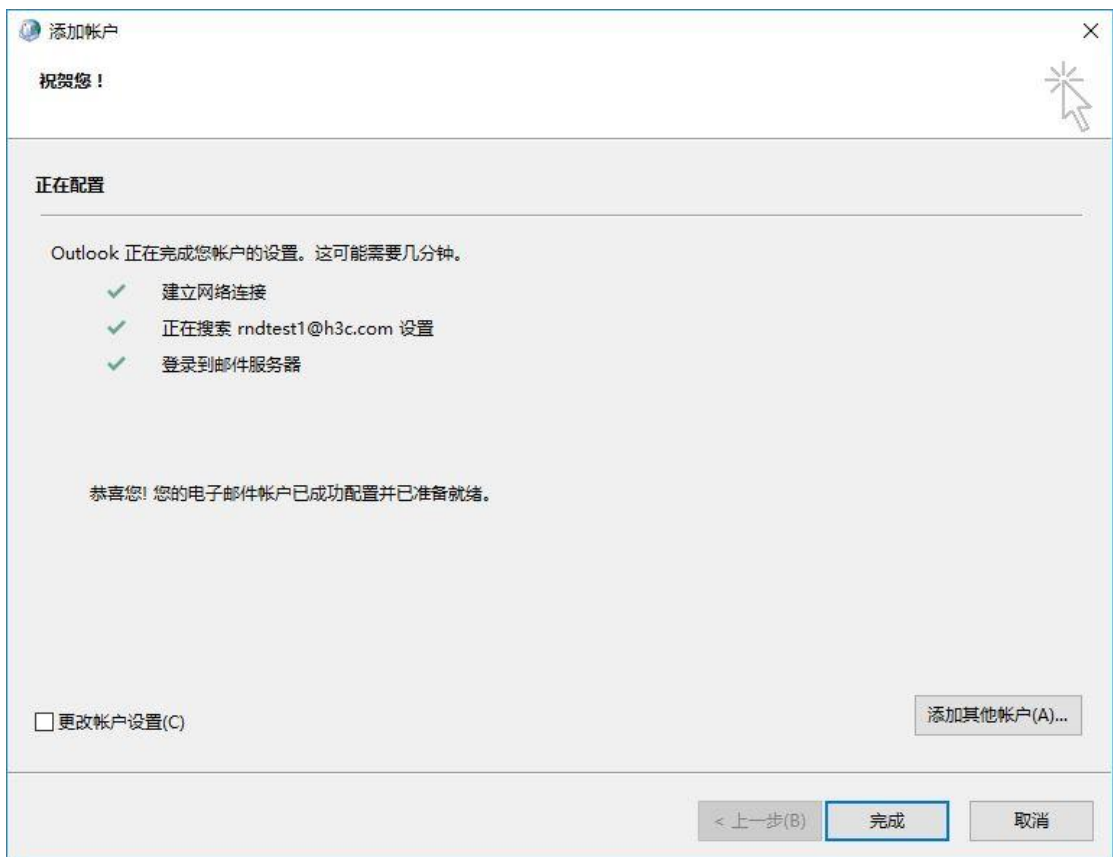 添加帐户
祝贺您！
正在配置
Outlook 正在完成您帐户的设置。这可能需要几分钟。
建立网络连接
正在搜索 rndtest1@h3c.com 设置
登录到邮件服务器
恭喜您! 您的电子邮件帐户已成功配置并已准备就绪。
更改帐户设置(C)
添加其他帐户(A)...
< 上一步(B)
完成
取消